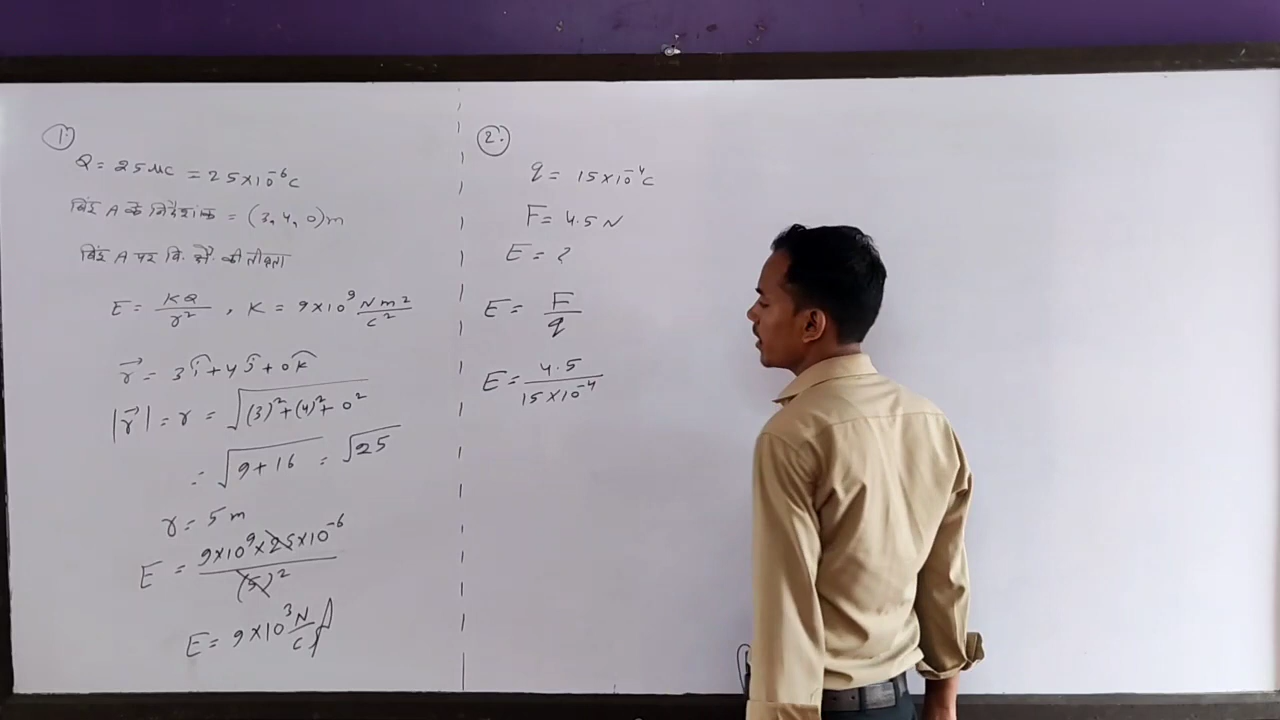 1.
Q = 25 μC = 25×10⁻⁶ C
बिंदु A के निर्देशांक = (3, 4, 0) m
बिंदु A पर वि. क्षे. की तीव्रता
E = KQ/r² , K = 9×10⁹ Nm²/C²
r⃗ = 3î + 4ĵ + 0k̂
|r⃗| = r = √((3)² + (4)² + 0²)
= √(9+16) = √25
r = 5 m
E = 9×10⁹×25×10⁻⁶/(5)²
E = 9×10³ N/C
2.
q = 15×10⁻⁴ C
F = 4.5 N
E = ?
E = F/q
E = 4.5/15×10⁻⁴